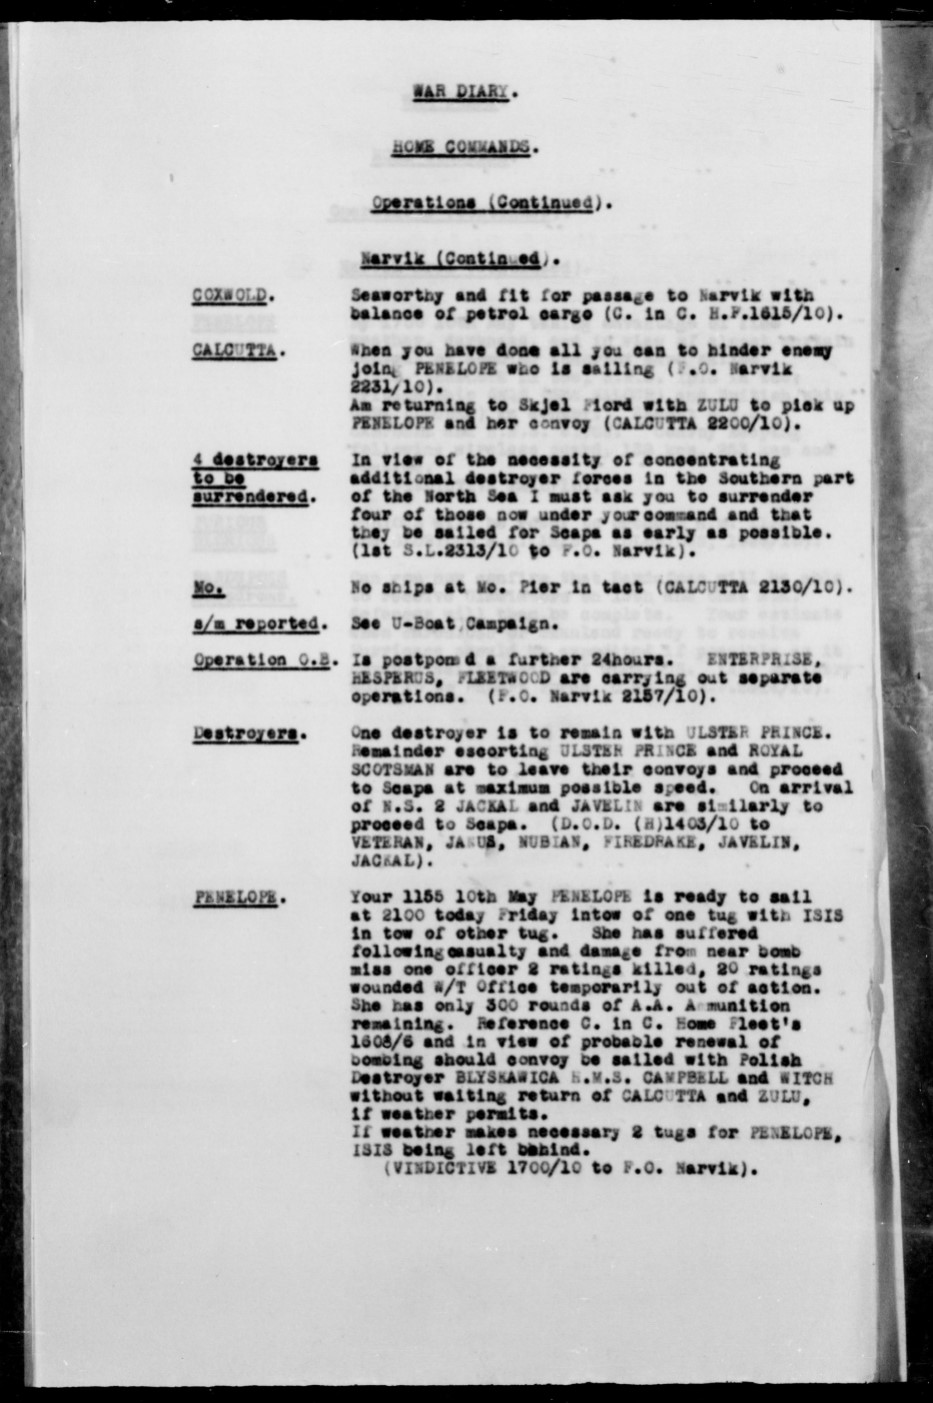 WAR DIARY.
HOME COMMANDS.
Operations (Continued).
Narvik (Continued).
COXWOLD. Seaworthy and fit for passage to Narvik with
balance of petrol cargo (C. in C. H.F.1615/10).
CALCUTTA. When you have done all you can to hinder enemy
join, PENELOPE who is sailing (F.O. Narvik
2231/10).
Am returning to Skjel Fiord with ZULU to pick up
PENELOPE and her convoy (CALCUTTA 2200/10).
4 destroyers In view of the necessity of concentrating
to be additional destroyer forces in the Southern part
surrendered. of the North Sea I must ask you to surrender
four of those now under your command and that
they be sailed for Scapa as early as possible.
(1st S.L.2313/10 to F.O. Narvik).
Mo. No ships at Mo. Pier in tact (CALCUTTA 2130/10).
s/m reported. See U-Boat Campaign.
Operation O.B. Is postponed a further 24hours. ENTERPRISE,
HESPERUS, FLEETWOOD are carrying out separate
operations. (F.O. Narvik 2157/10).
Destroyers. One destroyer is to remain with ULSTER PRINCE.
Remainder escorting ULSTER PRINCE and ROYAL
SCOTSMAN are to leave their convoys and proceed
to Scapa at maximum possible speed. On arrival
of N.S. 2 JACKAL and JAVELIN are similarly to
proceed to Scapa. (D.O.D. (H)1403/10 to
VETERAN, JANUS, NUBIAN, FIREDRAKE, JAVELIN,
JACKAL).
PENELOPE. Your 1155 10th May PENELOPE is ready to sail
at 2100 today Friday intow of one tug with ISIS
in tow of other tug. She has suffered
following casualty and damage from near bomb
miss one officer 2 ratings killed, 20 ratings
wounded W/T Office temporarily out of action.
She has only 300 rounds of A.A. Ammunition
remaining. Reference C. in C. Home Fleet's
1608/6 and in view of probable renewal of
bombing should convoy be sailed with Polish
Destroyer BLYSKAWICA H.M.S. CAMPBELL and WITCH
without waiting return of CALCUTTA and ZULU,
if weather permits.
If weather makes necessary 2 tugs for PENELOPE,
ISIS being left behind.
(VINDICTIVE 1700/10 to F.O. Narvik).